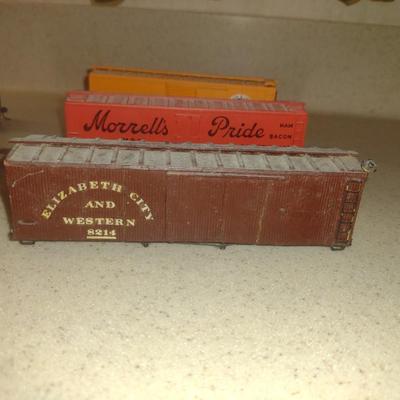 Morrell's Pride HAM
BACON
ELIZABETH CITY
AND
WESTERN
8214